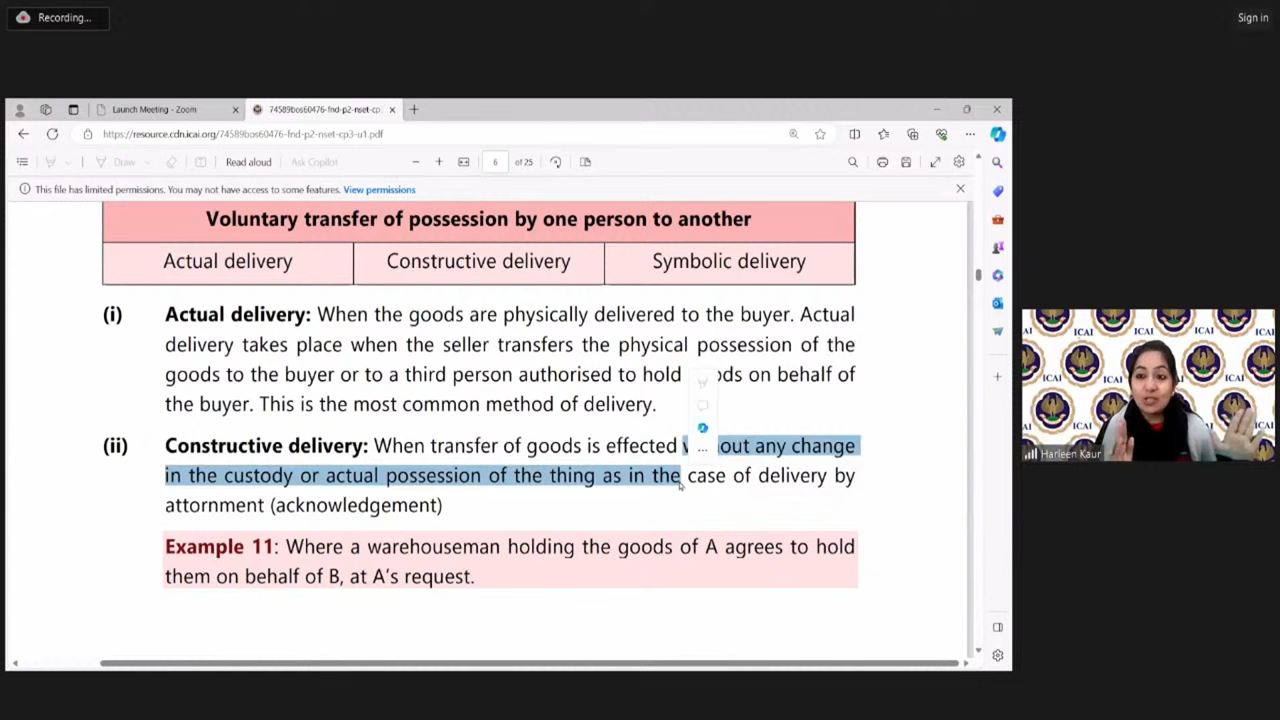 Recording...
Sign in
Launch Meeting - Zoom
74589bos60476-fnd-p2-nset-cp
https://resource.cdn.icai.org/74589bos60476-fnd-p2-nset-cp3-u1.pdf
Draw
Read aloud
Ask Copilot
6
of 25
This file has limited permissions. You may not have access to some features. View permissions
Voluntary transfer of possession by one person to another
Actual delivery
Constructive delivery
Symbolic delivery
(i) Actual delivery: When the goods are physically delivered to the buyer. Actual
delivery takes place when the seller transfers the physical possession of the
goods to the buyer or to a third person authorised to hold ods on behalf of
the buyer. This is the most common method of delivery.
(ii) Constructive delivery: When transfer of goods is effected out any change
in the custody or actual possession of the thing as in the case of delivery by
attornment (acknowledgement)
Example 11: Where a warehouseman holding the goods of A agrees to hold
them on behalf of B, at A's request.
ICAI
ICAI
ICAI
ICAI
ICAI
Harleen Kaur